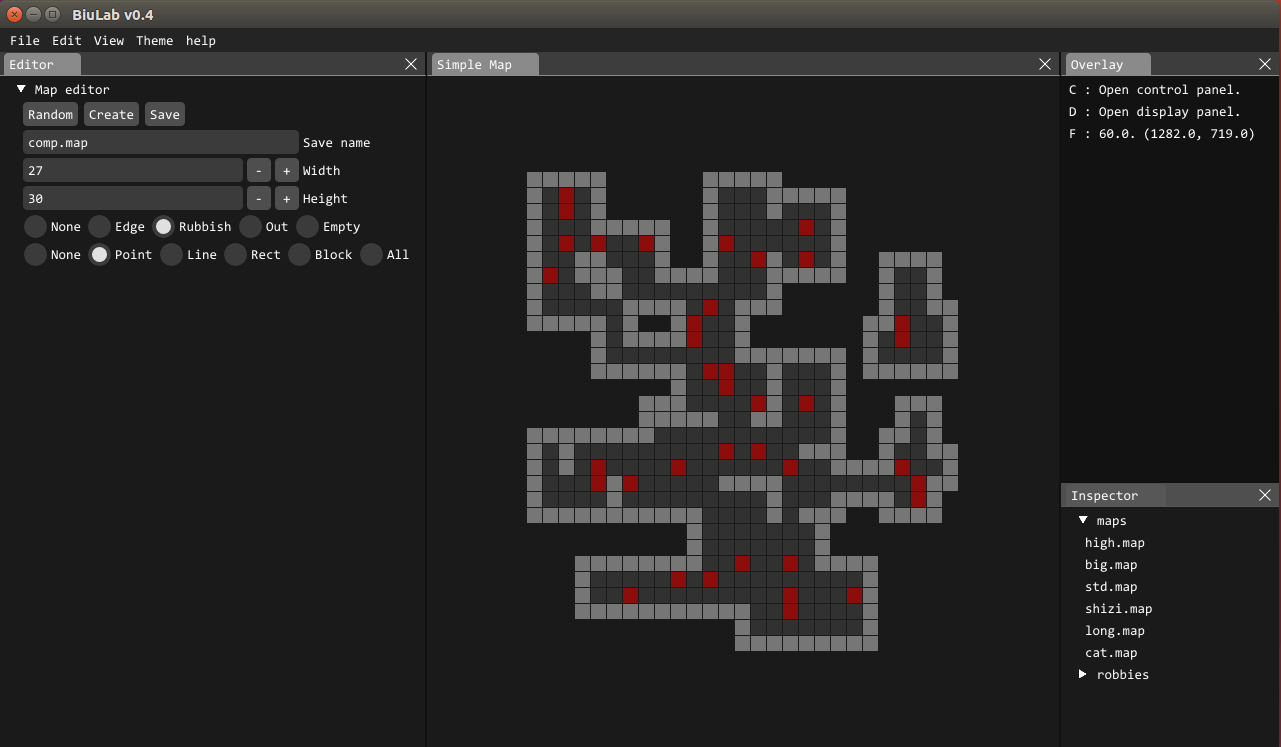 BiuLab v0.4
File Edit View Theme help
Editor
Map editor
Random Create Save
comp.map Save name
27 - + Width
30 - + Height
None Edge Rubbish Out Empty
None Point Line Rect Block All
Simple Map
Overlay
C : Open control panel.
D : Open display panel.
F : 60.0. (1282.0, 719.0)
Inspector
maps
high.map
big.map
std.map
shizi.map
long.map
cat.map
robbies